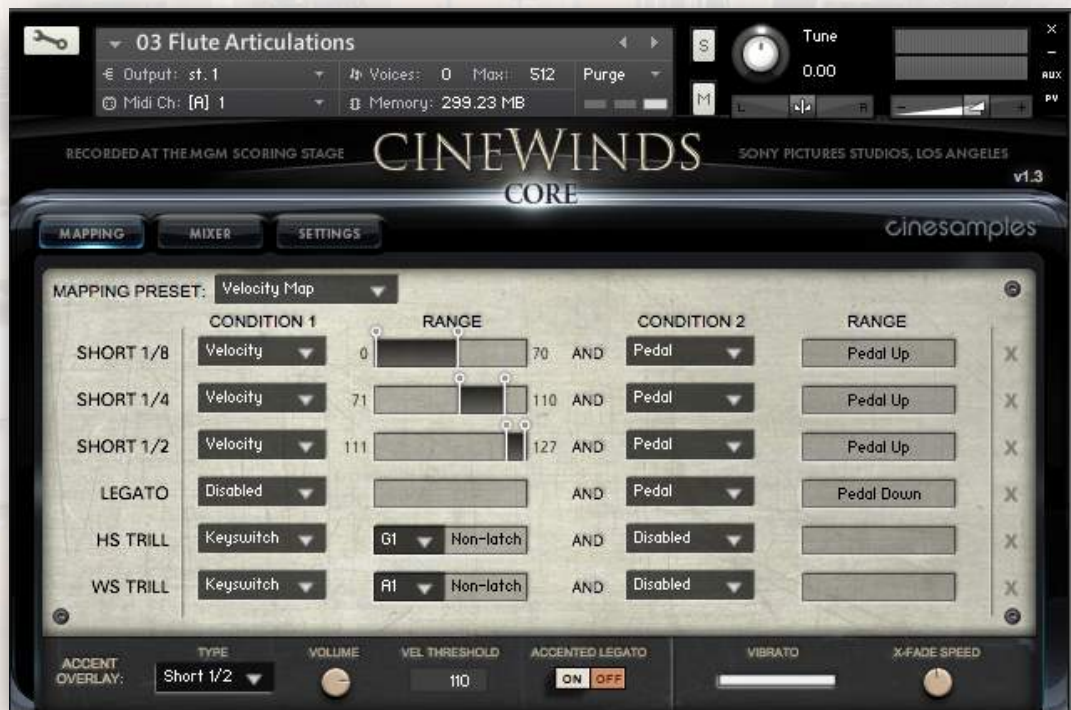 03 Flute Articulations
S
Tune
0.00
×
–
AUX
PV
Output: st. 1
Voices: 0 Max: 512
Purge
Midi Ch: [A] 1
Memory: 299.23 MB
M
L
R
–
+
RECORDED AT THE MGM SCORING STAGE
CINEWINDS
CORE
SONY PICTURES STUDIOS, LOS ANGELES
v1.3
MAPPING
MIXER
SETTINGS
cinesamples
MAPPING PRESET: Velocity Map
CONDITION 1 RANGE CONDITION 2 RANGE
SHORT 1/8 Velocity 0 70 AND Pedal Pedal Up X
SHORT 1/4 Velocity 71 110 AND Pedal Pedal Up X
SHORT 1/2 Velocity 111 127 AND Pedal Pedal Up X
LEGATO Disabled AND Pedal Pedal Down X
HS TRILL Keyswitch G1 Non-latch AND Disabled X
WS TRILL Keyswitch A1 Non-latch AND Disabled X
ACCENT OVERLAY:
TYPE
Short 1/2
VOLUME
VEL THRESHOLD
110
ACCENTED LEGATO
ON OFF
VIBRATO
X-FADE SPEED